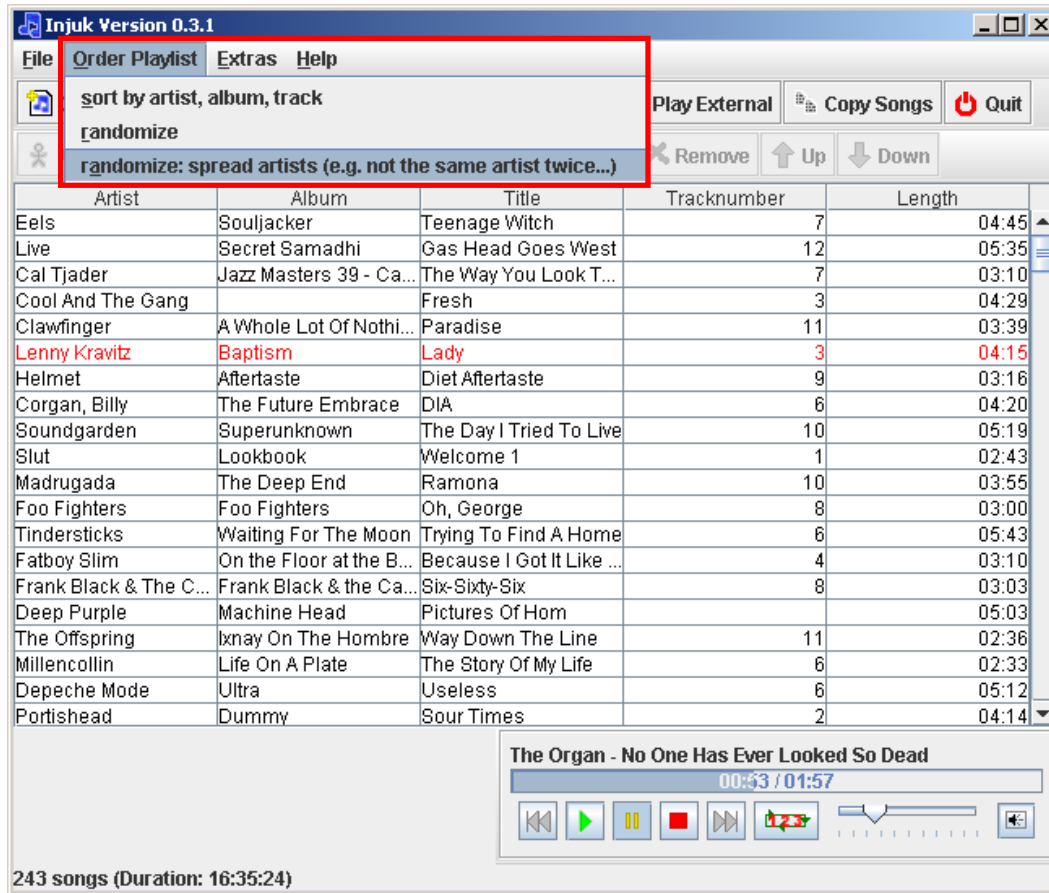 Injuk Version 0.3.1
File Order Playlist Extras Help
sort by artist, album, track
Play External Copy Songs Quit
randomize
randomize: spread artists (e.g. not the same artist twice...)
Remove Up Down
Artist Album Title Tracknumber Length
Eels Souljacker Teenage Witch 7 04:45
Live Secret Samadhi Gas Head Goes West 12 05:35
Cal Tjader Jazz Masters 39 - Ca... The Way You Look T... 7 03:10
Cool And The Gang Fresh 3 04:29
Clawfinger A Whole Lot Of Nothi... Paradise 11 03:39
Lenny Kravitz Baptism Lady 3 04:15
Helmet Aftertaste Diet Aftertaste 9 03:16
Corgan, Billy The Future Embrace DIA 6 04:20
Soundgarden Superunknown The Day I Tried To Live 10 05:19
Slut Lookbook Welcome 1 1 02:43
Madrugada The Deep End Ramona 10 03:55
Foo Fighters Foo Fighters Oh, George 8 03:00
Tindersticks Waiting For The Moon Trying To Find A Home 6 05:43
Fatboy Slim On the Floor at the B... Because I Got It Like ... 4 03:10
Frank Black & The C... Frank Black & the Ca... Six-Sixty-Six 8 03:03
Deep Purple Machine Head Pictures Of Hom 05:03
The Offspring Ixnay On The Hombre Way Down The Line 11 02:36
Millencollin Life On A Plate The Story Of My Life 6 02:33
Depeche Mode Ultra Useless 6 05:12
Portishead Dummy Sour Times 2 04:14
The Organ - No One Has Ever Looked So Dead
00:53 / 01:57
123
243 songs (Duration: 16:35:24)